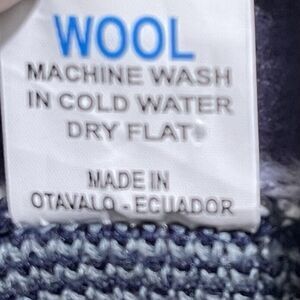 WOOL
MACHINE WASH
IN COLD WATER
DRY FLAT
MADE IN
OTAVALO - ECUADOR